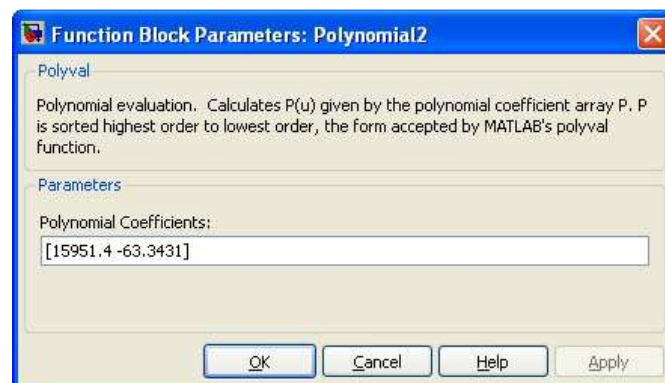 Function Block Parameters: Polynomial2
Polyval
Polynomial evaluation. Calculates P(u) given by the polynomial coefficient array P. P
is sorted highest order to lowest order, the form accepted by MATLAB's polyval
function.
Parameters
Polynomial Coefficients:
[15951.4 -63.3431]
OK Cancel Help Apply